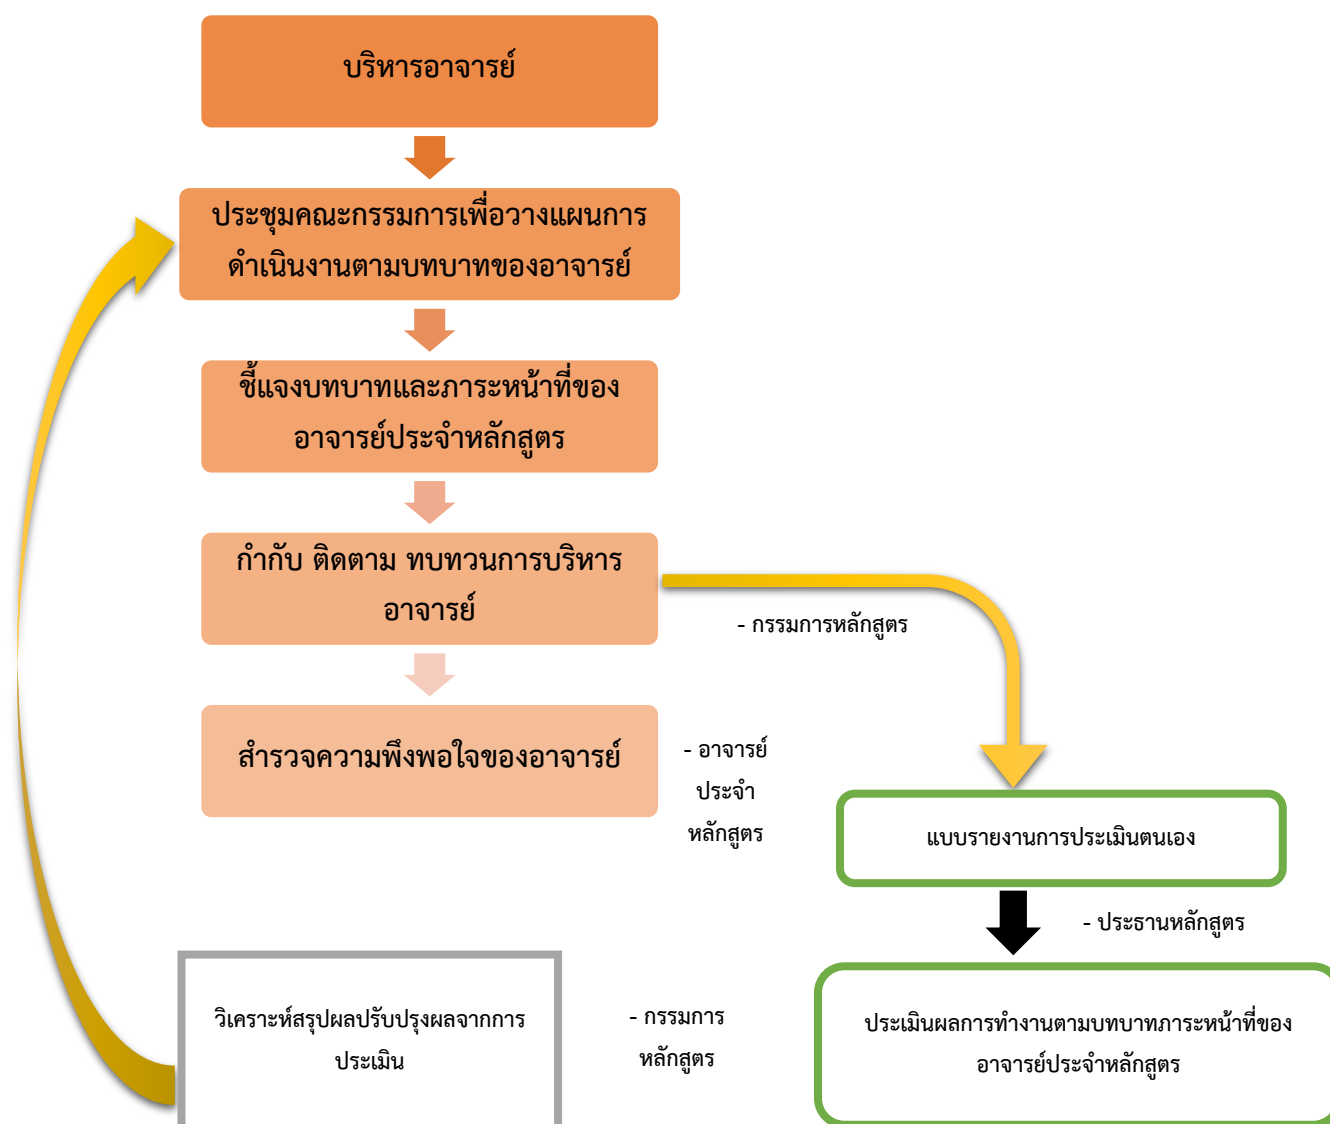 บริหารอาจารย์
ประชุมคณะกรรมการเพื่อวางแผนการ
ดำเนินงานตามบทบาทของอาจารย์
ชี้แจงบทบาทและภาระหน้าที่ของ
อาจารย์ประจำหลักสูตร
กำกับ ติดตาม ทบทวนการบริหาร
อาจารย์
- กรรมการหลักสูตร
สำรวจความพึงพอใจของอาจารย์
- อาจารย์
ประจำ
หลักสูตร
แบบรายงานการประเมินตนเอง
- ประธานหลักสูตร
วิเคราะห์สรุปผลปรับปรุงผลจากการ
ประเมิน
- กรรมการ
หลักสูตร
ประเมินผลการทำงานตามบทบาทภาระหน้าที่ของ
อาจารย์ประจำหลักสูตร